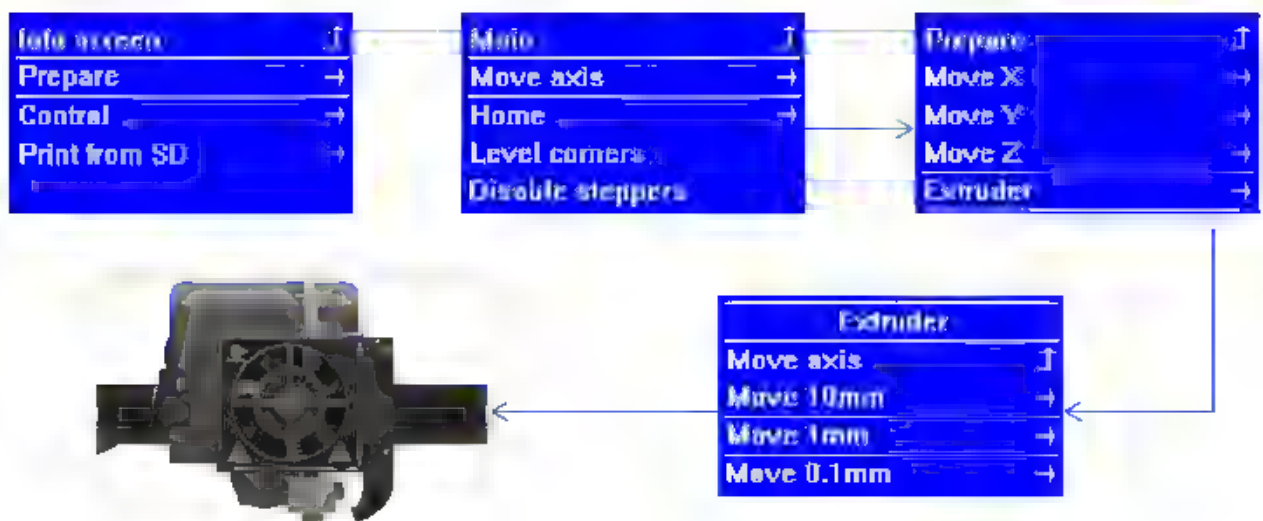 Info screen
Prepare
Control
Print from SD
Main
Move axis
Home
Level corners
Disable steppers
Prepare
Move X
Move Y
Move Z
Extruder
Extruder
Move axis
Move 10mm
Move 1mm
Move 0.1mm